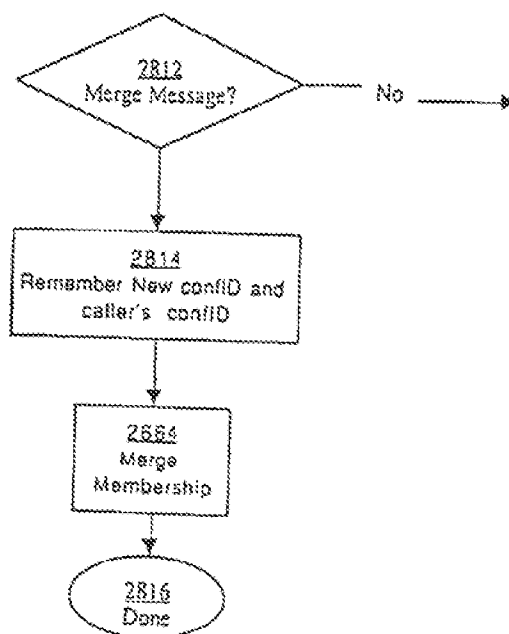 2812
Merge Message?
No
2814
Remember New confID and
caller's confID
2664
Merge
Membership
2816
Done